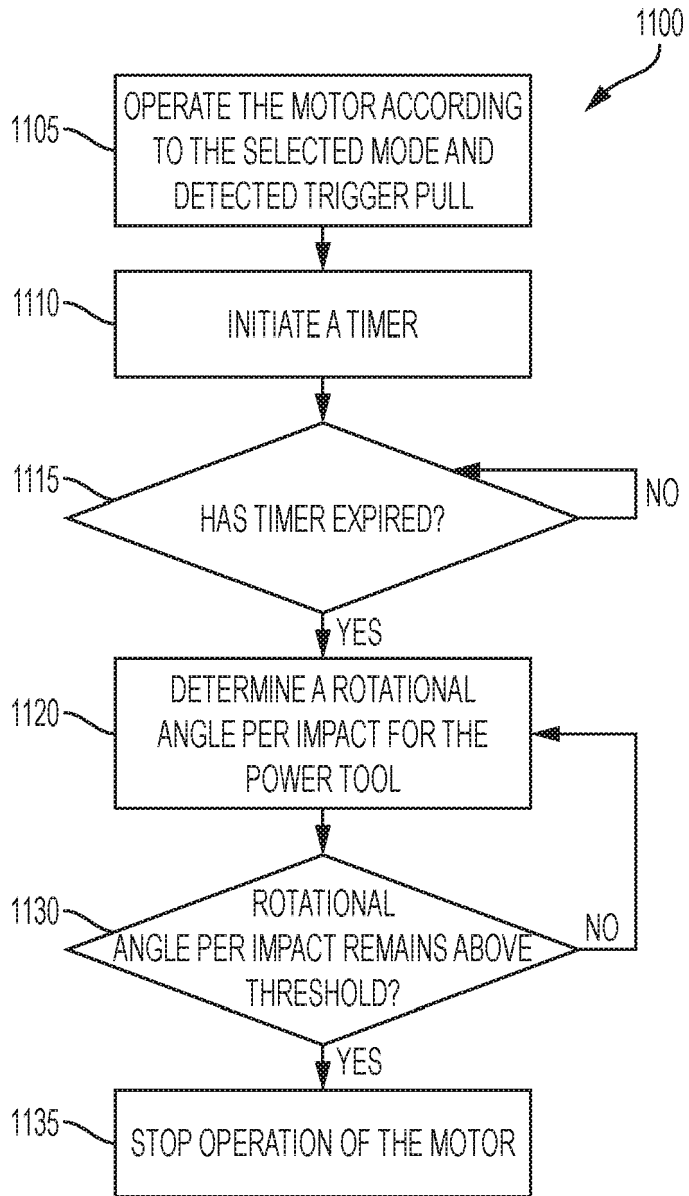 1100
1105
OPERATE THE MOTOR ACCORDING
TO THE SELECTED MODE AND
DETECTED TRIGGER PULL
1110
INITIATE A TIMER
1115
HAS TIMER EXPIRED?
NO
YES
1120
DETERMINE A ROTATIONAL
ANGLE PER IMPACT FOR THE
POWER TOOL
1130
ROTATIONAL
ANGLE PER IMPACT REMAINS ABOVE
THRESHOLD?
NO
YES
1135
STOP OPERATION OF THE MOTOR